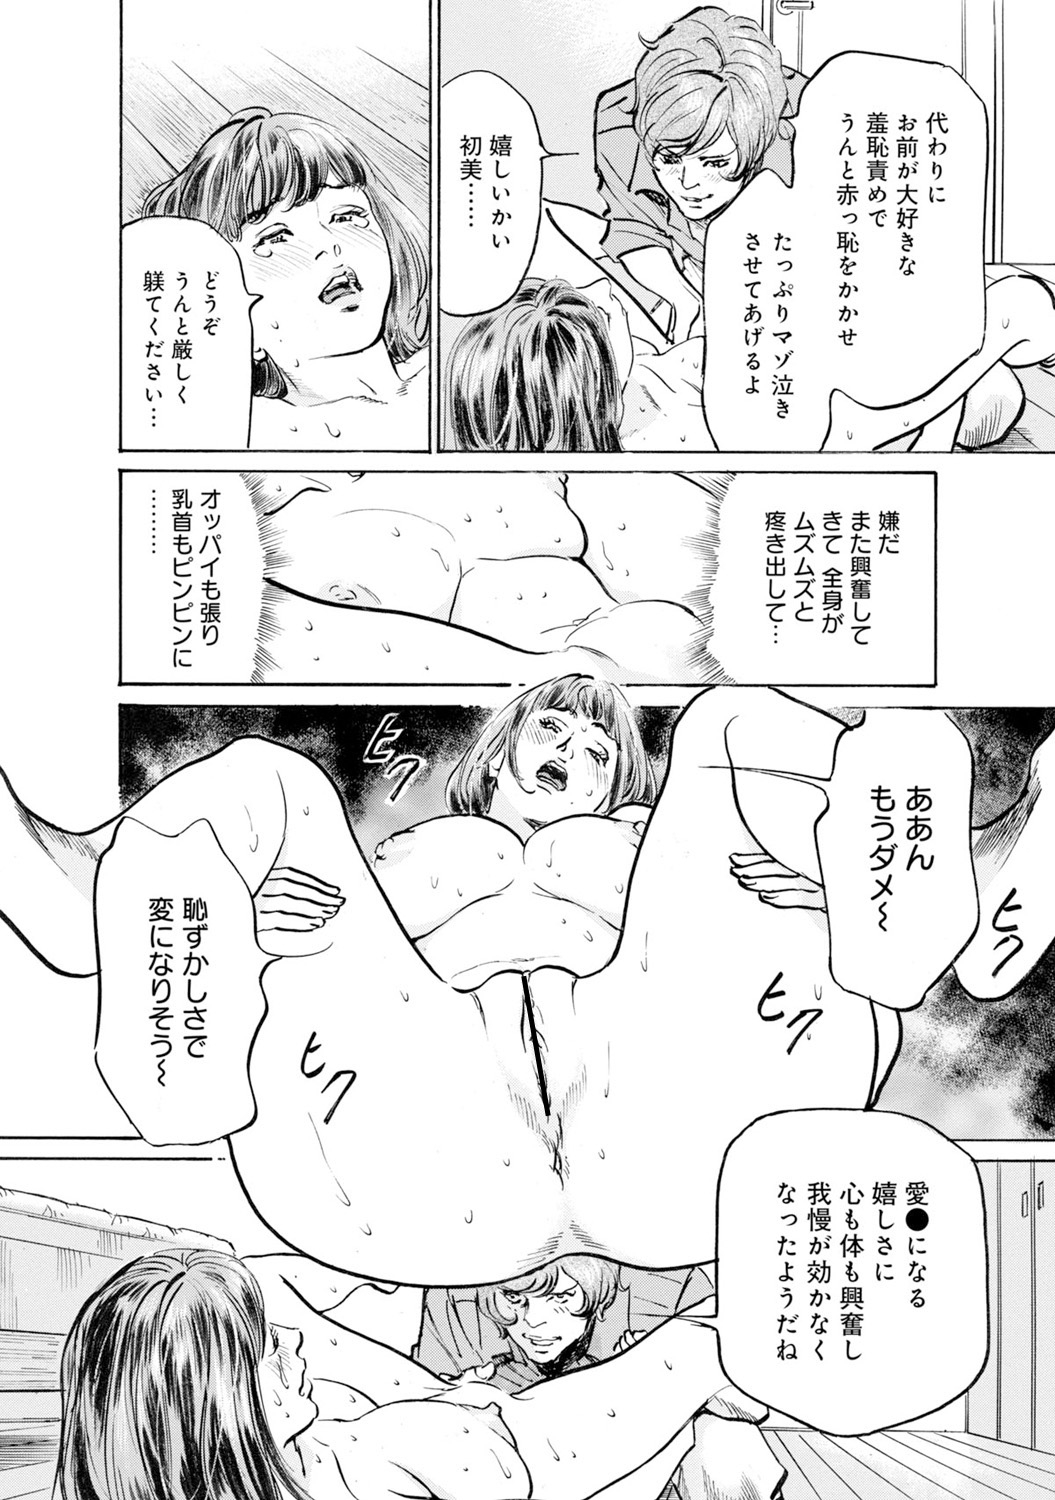 代わりに
お前が大好きな
羞恥責めで
うんと赤っ恥をかかせ
たっぷりマゾ泣き
させてあげるよ
嬉しいかい
初美……
どうぞ
うんと厳しく
躾てください…
嫌だ
また興奮して
きて 全身が
ムズムズと
疼き出して…
オッパイも張り
乳首もピンピンに
………
ああん
もうダメ〜
ヒク
ヒク
ヒク
ヒク
恥ずかしさで
変になりそう〜
愛●になる
嬉しさに
心も体も興奮し
我慢が効かなく
なったようだね